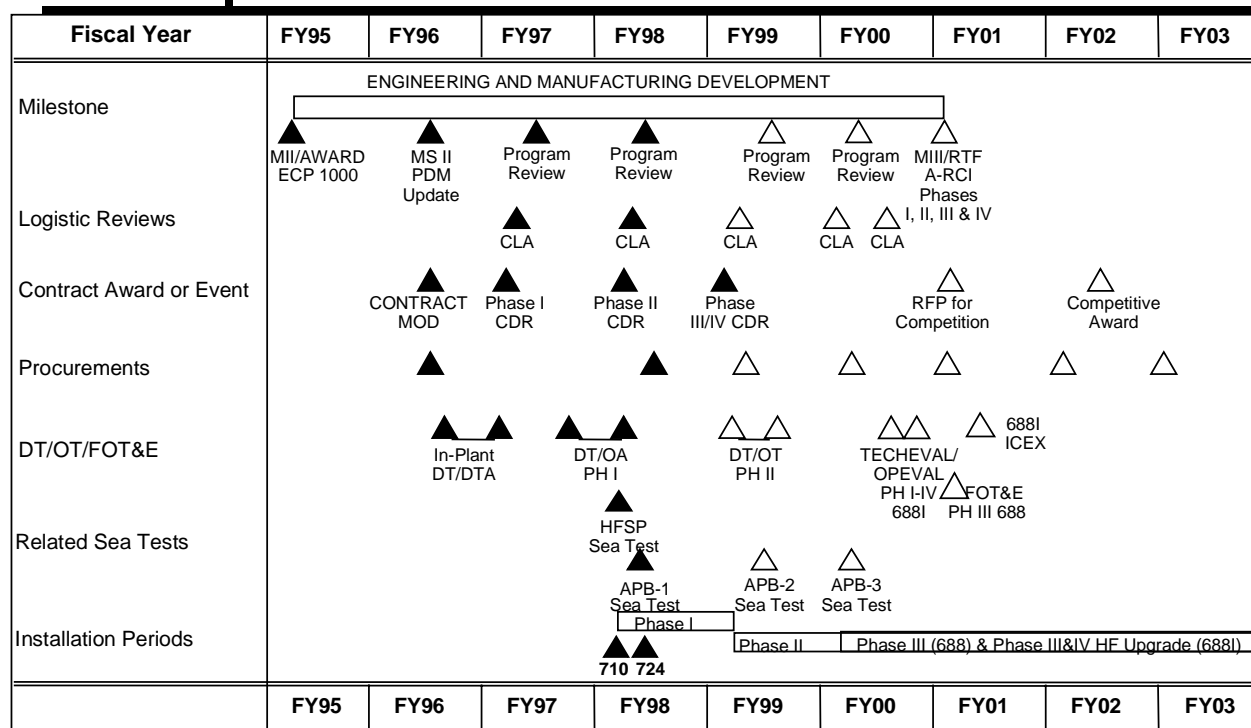 Fiscal Year FY95 FY96 FY97 FY98 FY99 FY00 FY01 FY02 FY03
ENGINEERING AND MANUFACTURING DEVELOPMENT
Milestone
MII/AWARD MS II Program Program Program Program MIII/RTF
ECP 1000 PDM Review Review Review Review A-RCI
Update Phases
Logistic Reviews I, II, III & IV
CLA CLA CLA CLA CLA
Contract Award or Event
CONTRACT Phase I Phase II Phase RFP for Competitive
MOD CDR CDR III/IV CDR Competition Award
Procurements
688I
ICEX
DT/OT/FOT&E
In-Plant DT/OA DT/OT TECHEVAL/
DT/DTA PH I PH II OPEVAL
PH I-IV FOT&E
688I PH III 688
HFSP
Related Sea Tests
Sea Test
APB-1 APB-2 APB-3
Sea Test Sea Test Sea Test
Phase I
Installation Periods
Phase II Phase III (688) & Phase III&IV HF Upgrade (688I)
710 724
FY95 FY96 FY97 FY98 FY99 FY00 FY01 FY02 FY03